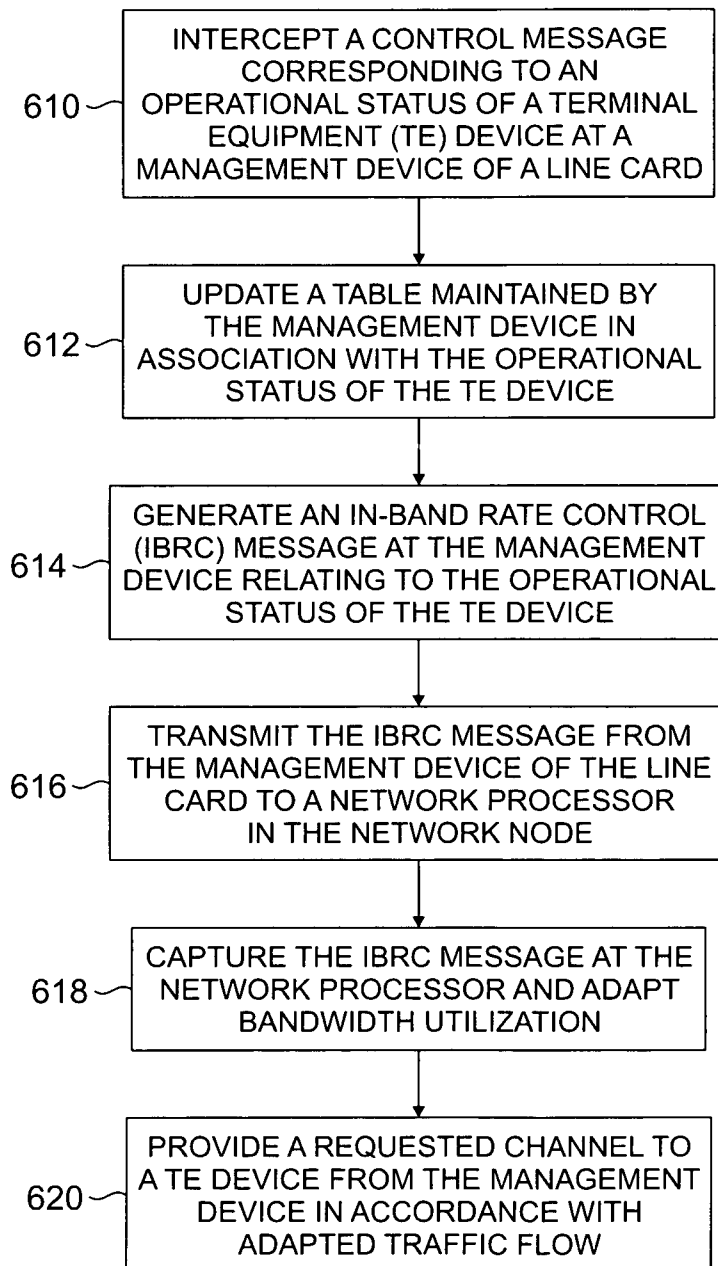 INTERCEPT A CONTROL MESSAGE
CORRESPONDING TO AN
OPERATIONAL STATUS OF A TERMINAL
EQUIPMENT (TE) DEVICE AT A
MANAGEMENT DEVICE OF A LINE CARD
610
UPDATE A TABLE MAINTAINED BY
THE MANAGEMENT DEVICE IN
ASSOCIATION WITH THE OPERATIONAL
STATUS OF THE TE DEVICE
612
GENERATE AN IN-BAND RATE CONTROL
(IBRC) MESSAGE AT THE MANAGEMENT
DEVICE RELATING TO THE OPERATIONAL
STATUS OF THE TE DEVICE
614
TRANSMIT THE IBRC MESSAGE FROM
THE MANAGEMENT DEVICE OF THE LINE
CARD TO A NETWORK PROCESSOR
IN THE NETWORK NODE
616
CAPTURE THE IBRC MESSAGE AT THE
NETWORK PROCESSOR AND ADAPT
BANDWIDTH UTILIZATION
618
PROVIDE A REQUESTED CHANNEL TO
A TE DEVICE FROM THE MANAGEMENT
DEVICE IN ACCORDANCE WITH
ADAPTED TRAFFIC FLOW
620